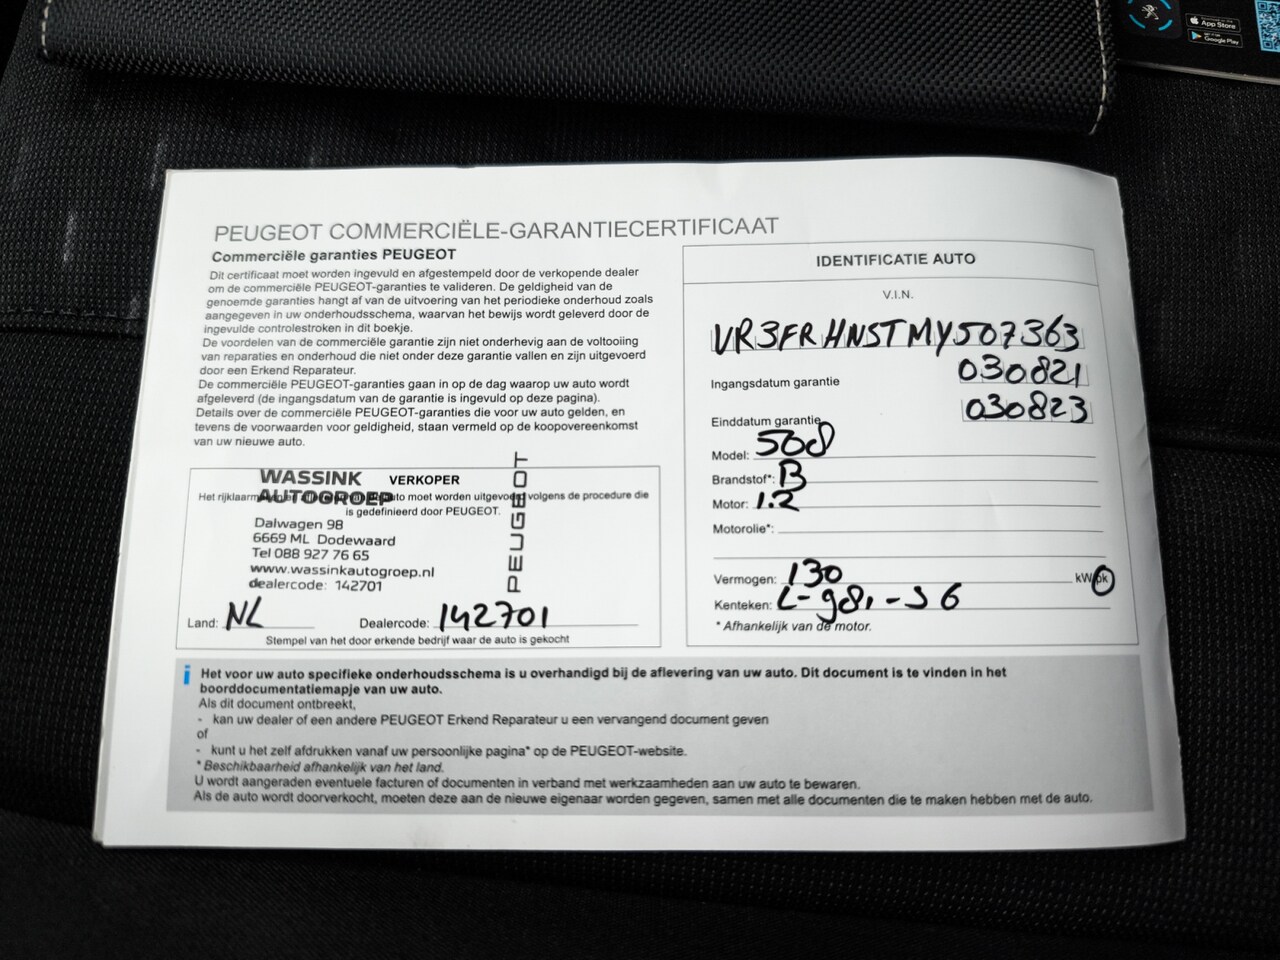 App Store
Google Play
PEUGEOT COMMERCIËLE-GARANTIECERTIFICAAT
Commerciële garanties PEUGEOT
Dit certificaat moet worden ingevuld en afgestempeld door de verkopende dealer
om de commerciële PEUGEOT-garanties te valideren. De geldigheid van de
genoemde garanties hangt af van de uitvoering van het periodieke onderhoud zoals
aangegeven in uw onderhoudsschema, waarvan het bewijs wordt geleverd door de
ingevulde controlestroken in dit boekje.
De voordelen van de commerciële garantie zijn niet onderhevig aan de voltooiing
van reparaties en onderhoud die niet onder deze garantie vallen en zijn uitgevoerd
door een Erkend Reparateur.
De commerciële PEUGEOT-garanties gaan in op de dag waarop uw auto wordt
afgeleverd (de ingangsdatum van de garantie is ingevuld op deze pagina).
Details over de commerciële PEUGEOT-garanties die voor uw auto gelden, en
tevens de voorwaarden voor geldigheid, staan vermeld op de koopovereenkomst
van uw nieuwe auto.
VERKOPER
WASSINK
AUTOGROEP
Het rijklaarmaken auto moet worden uitgevoerd volgens de procedure die
is gedefinieerd door PEUGEOT.
Dalwagen 98
6669 ML Dodewaard
Tel 088 927 76 65
www.wassinkautogroep.nl
dealercode: 142701
PEUGEOT
Land: NL Dealercode: 142701
Stempel van het door erkende bedrijf waar de auto is gekocht
IDENTIFICATIE AUTO
V.I.N.
VR3FRHNSTMY507363
Ingangsdatum garantie 030821
Einddatum garantie 030823
Model: 508
Brandstof*: B
Motor: 1.2
Motorolie*:
Vermogen: 130 kW/pk
Kenteken: L-981-SG
* Afhankelijk van de motor.
i Het voor uw auto specifieke onderhoudsschema is u overhandigd bij de aflevering van uw auto. Dit document is te vinden in het
boorddocumentatiemapje van uw auto.
Als dit document ontbreekt,
- kan uw dealer of een andere PEUGEOT Erkend Reparateur u een vervangend document geven
of
- kunt u het zelf afdrukken vanaf uw persoonlijke pagina* op de PEUGEOT-website.
* Beschikbaarheid afhankelijk van het land.
U wordt aangeraden eventuele facturen of documenten in verband met werkzaamheden aan uw auto te bewaren.
Als de auto wordt doorverkocht, moeten deze aan de nieuwe eigenaar worden gegeven, samen met alle documenten die te maken hebben met de auto.